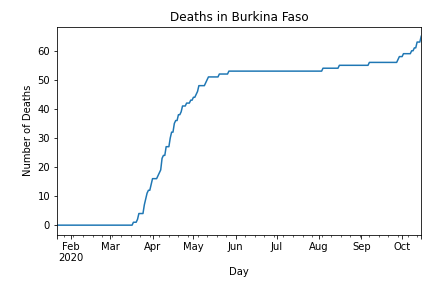 Deaths in Burkina Faso
Number of Deaths
60
50
40
30
20
10
0
Feb Mar Apr May Jun Jul Aug Sep Oct
2020
Day